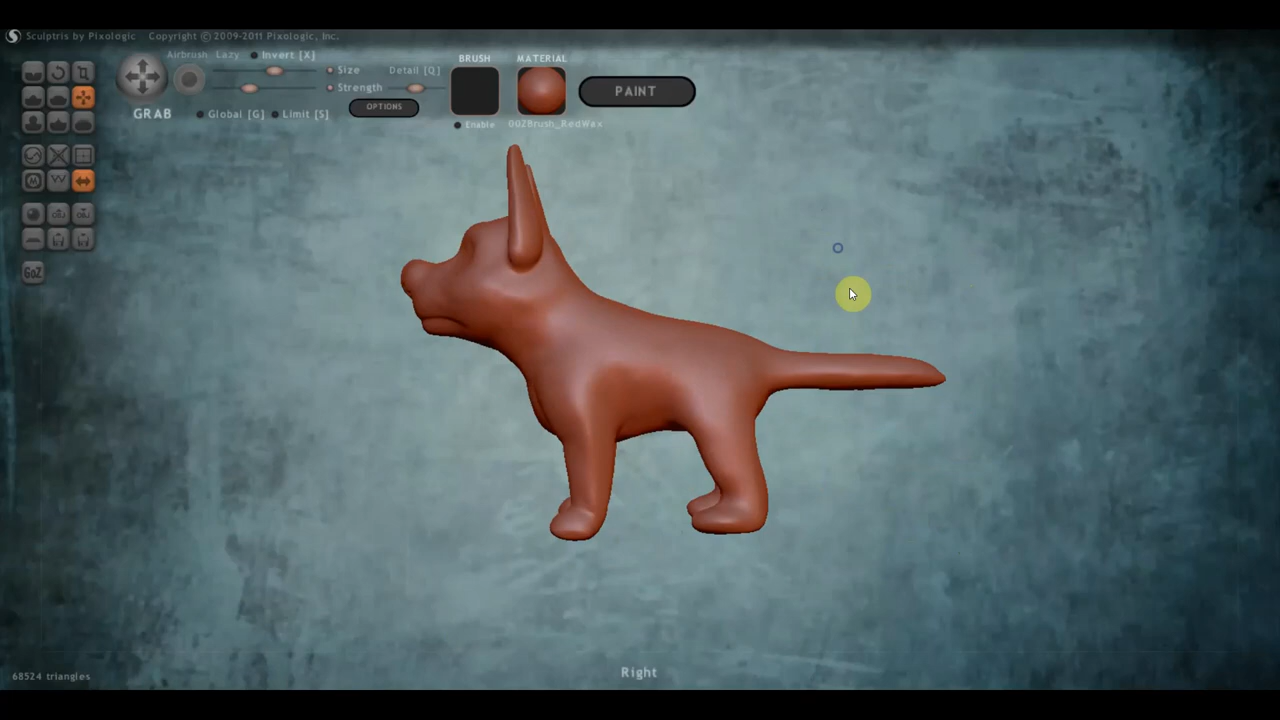 Sculptris by Pixologic Copyright © 2009-2011 Pixologic, Inc.
Airbrush Lazy Invert [X]
Size Detail [Q]
Strength
GRAB Global [G] Limit [S] OPTIONS
BRUSH
Enable
MATERIAL
00ZBrush_RedWax
PAINT
GoZ
68524 triangles
Right